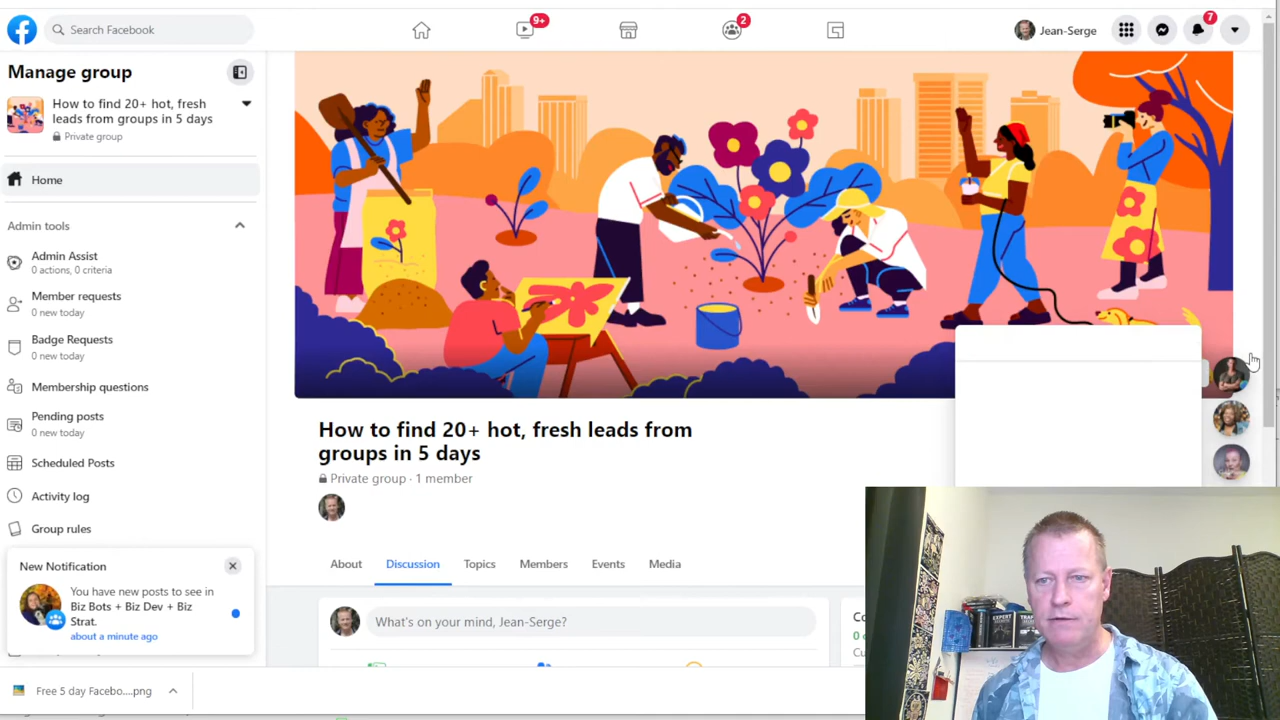 Search Facebook
9+
2
Jean-Serge
7
Manage group
How to find 20+ hot, fresh
leads from groups in 5 days
Private group
Home
Admin tools
Admin Assist
0 actions, 0 criteria
Member requests
0 new today
Badge Requests
0 new today
Membership questions
Pending posts
0 new today
Scheduled Posts
Activity log
Group rules
New Notification
You have new posts to see in
Biz Bots + Biz Dev + Biz
Strat.
about a minute ago
How to find 20+ hot, fresh leads from
groups in 5 days
Private group · 1 member
About
Discussion
Topics
Members
Events
Media
What's on your mind, Jean-Serge?
Free 5 day Facebo....png
EXPERT